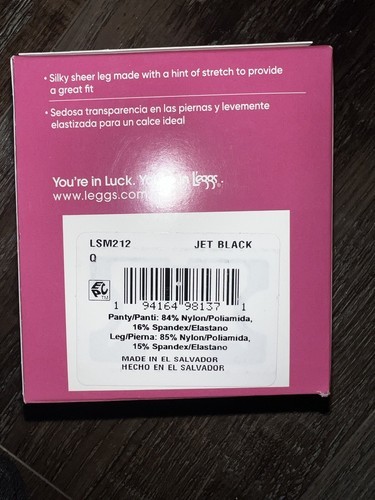 • Silky sheer leg made with a hint of stretch to provide
a great fit
• Sedosa transparencia en las piernas y levemente
elastizada para un calce ideal
You're in Luck. in L'eggs.
www.leggs.com
LSM212 JET BLACK
Q
EPC TM
1 94164 98137 1
Panty/Panti: 84% Nylon/Poliamida,
16% Spandex/Elastano
Leg/Pierna: 85% Nylon/Poliamida,
15% Spandex/Elastano
MADE IN EL SALVADOR
HECHO EN EL SALVADOR